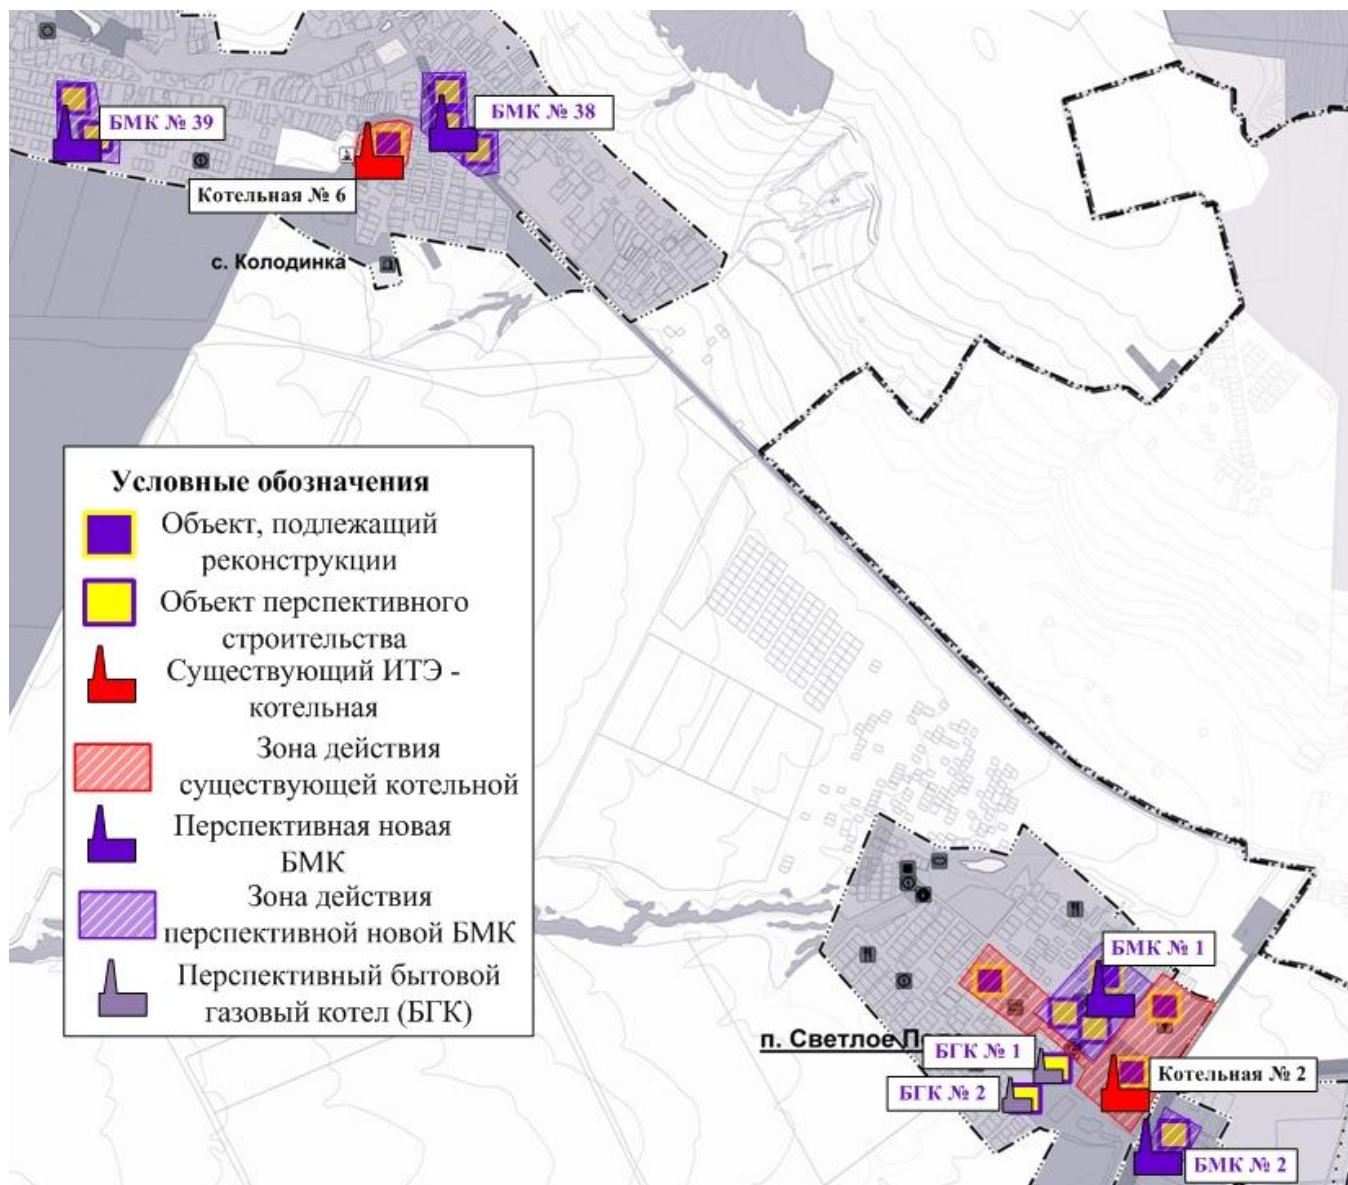 БМК № 39
БМК № 38
Котельная № 6
с. Колодинка
Условные обозначения
Объект, подлежащий
реконструкции
Объект перспективного
строительства
Существующий ИТЭ -
котельная
Зона действия
существующей котельной
Перспективная новая
БМК
Зона действия
перспективной новой БМК
Перспективный бытовой
газовый котел (БГК)
БМК № 1
п. Светлое
БГК № 1
БГК № 2
Котельная № 2
БМК № 2